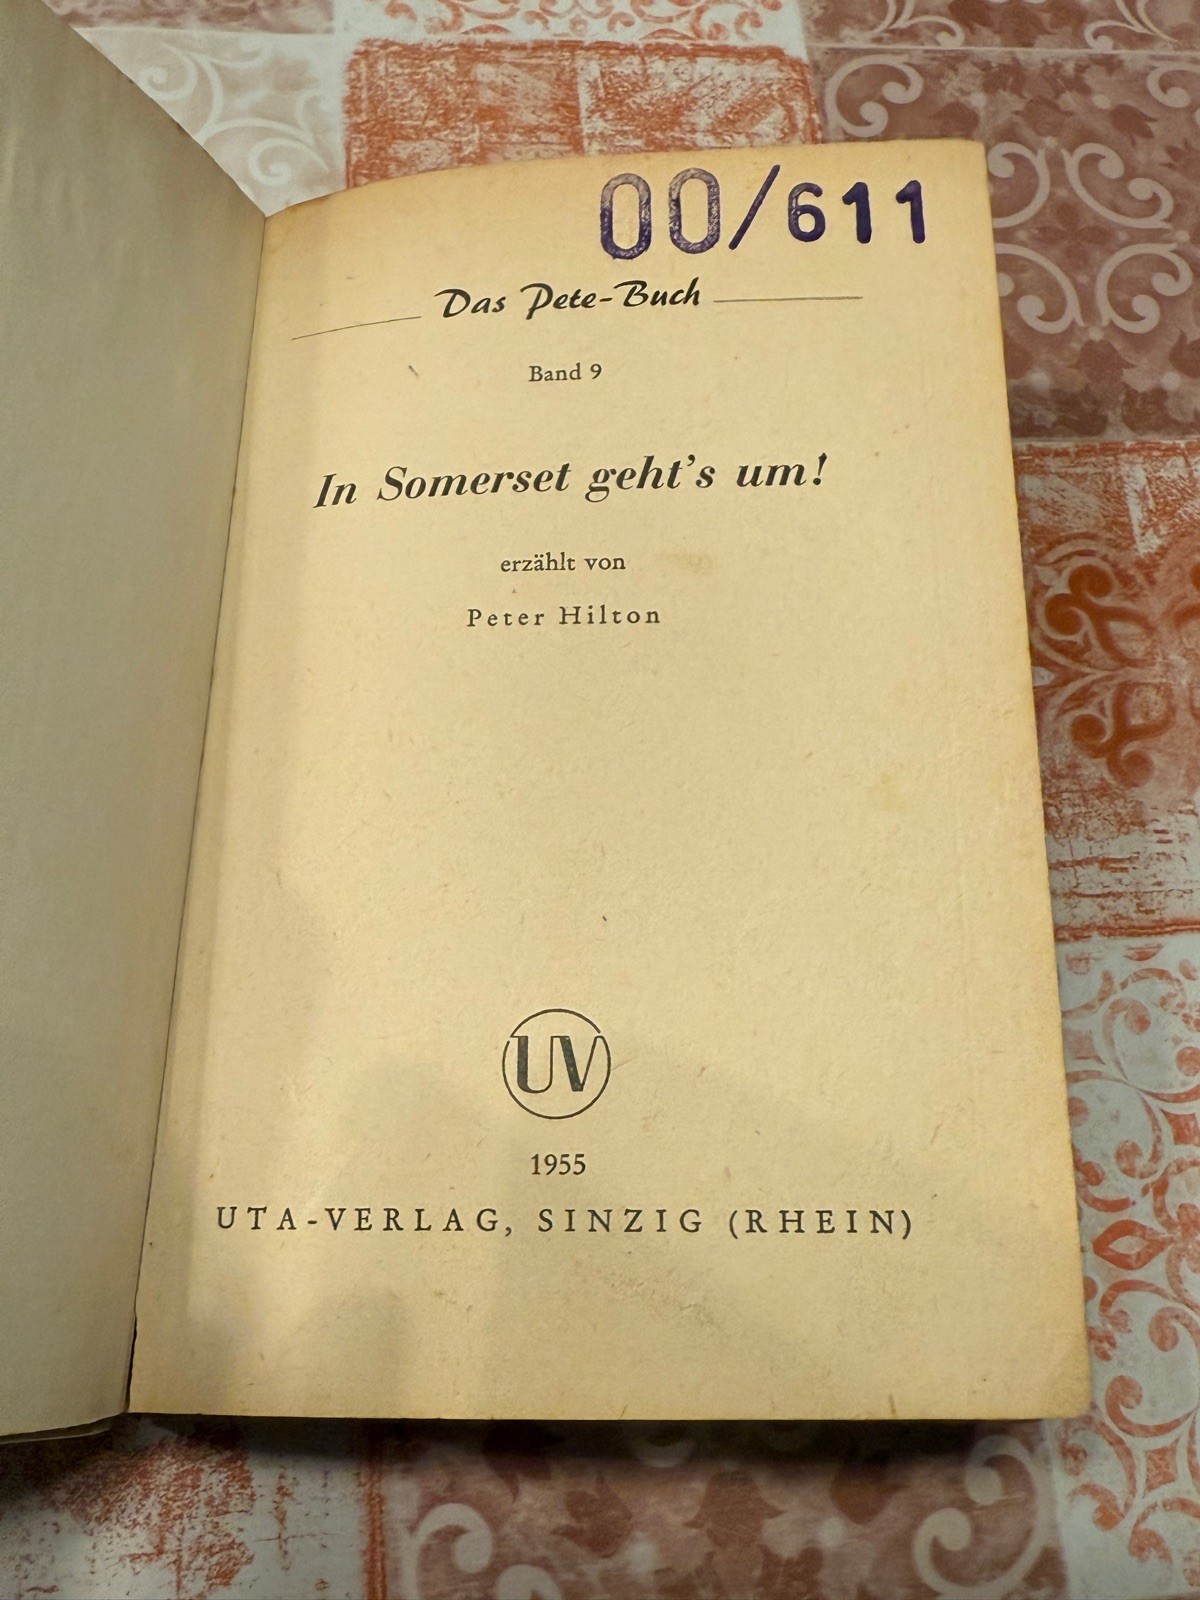 00/611
Das Pete-Buch
Band 9
In Somerset geht's um!
erzählt von
Peter Hilton
UV
1955
UTA-VERLAG, SINZIG (RHEIN)